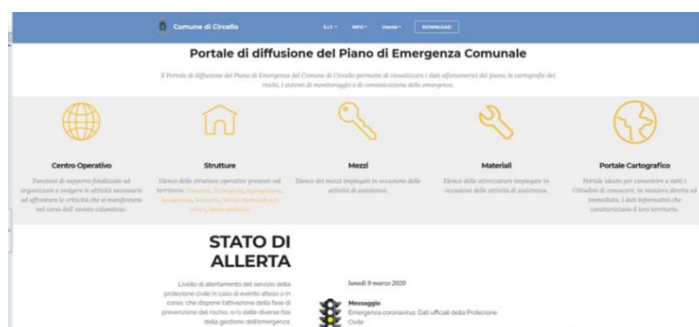 Comune di Circello
S.I.T.
INFO
Utente
DOWNLOAD
Portale di diffusione del Piano di Emergenza Comunale
Il Portale di diffusione del Piano di Emergenza del Comune di Circello permette di visualizzare i dati alfanumerici del piano, la cartografia dei
rischi, i sistemi di monitoraggio e di comunicazione delle emergenze.
Centro Operativo
Funzioni di supporto finalizzato ad
organizzare e svolgere le attività necessarie
ad affrontare le criticità che si manifestano
nel corso dell' evento calamitoso.
Strutture
Elenco delle strutture operative presenti sul
territorio:
Mezzi
Elenco dei mezzi impiegati in occasione delle
attività di assistenza.
Materiali
Elenco delle attrezzature impiegate in
occasione delle attività di assistenza.
Portale Cartografico
Portale ideato per consentire a tutti i
Cittadini di conoscere, in maniera diretta ed
immediata, i dati informativi che
caratterizzano il loro territorio.
STATO DI
ALLERTA
Livello di allertamento del servizio della
protezione civile in caso di evento atteso o in
corso, che dispone l'attivazione della fase di
prevenzione del rischio, e/o delle diverse fasi
della gestione dell'emergenza.
lunedì 9 marzo 2020
Messaggio
Emergenza coronavirus. Dati ufficiali della Protezione
Civile